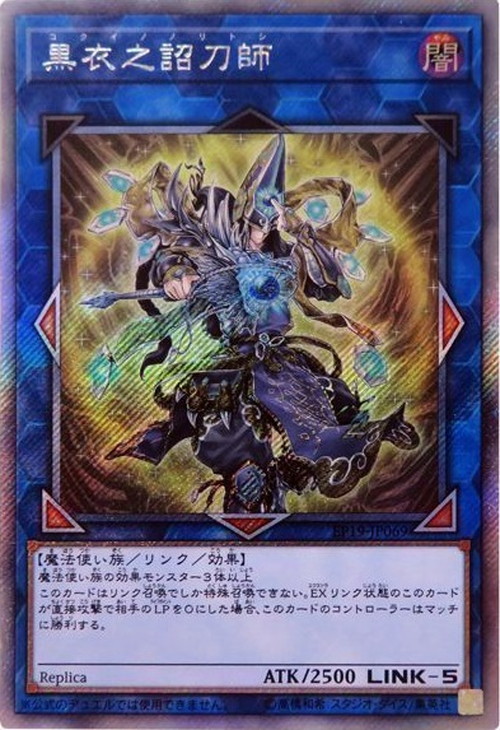 コクイノノリトシ
黒衣之詔刀師
やみ
闇
EP19-JP069
【魔法使い族／リンク／効果】
魔法使い族の効果モンスター3体以上
このカードはリンク召喚でしか特殊召喚できない。EXリンク状態のこのカード
が直接攻撃で相手のLPを0にした場合、このカードのコントローラーはマッチ
に勝利する。
Replica
ATK/2500 LINK-5
※公式のデュエルでは使用できません。
©高橋和希 スタジオ・ダイス/集英社